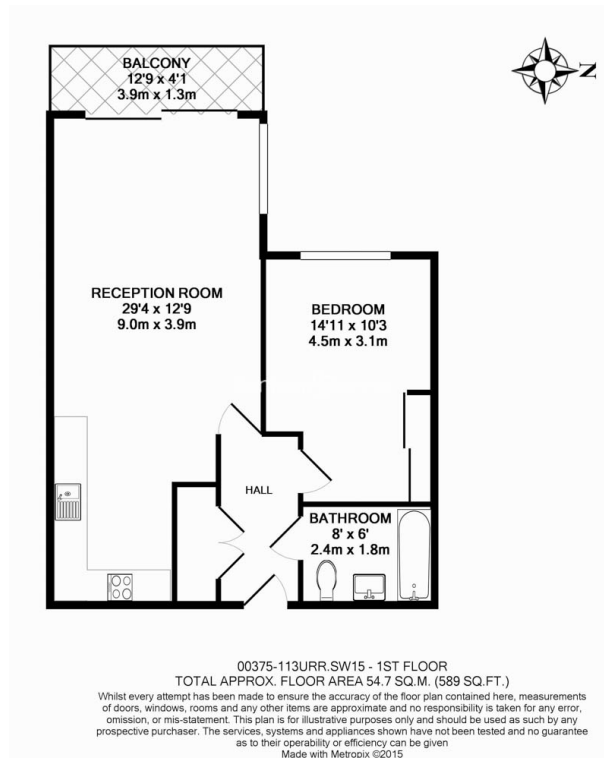 BALCONY
12'9 x 4'1
3.9m x 1.3m
N
RECEPTION ROOM
29'4 x 12'9
9.0m x 3.9m
BEDROOM
14'11 x 10'3
4.5m x 3.1m
HALL
BATHROOM
8' x 6'
2.4m x 1.8m
00375-113URR.SW15 - 1ST FLOOR
TOTAL APPROX. FLOOR AREA 54.7 SQ.M. (589 SQ.FT.)
Whilst every attempt has been made to ensure the accuracy of the floor plan contained here, measurements
of doors, windows, rooms and any other items are approximate and no responsibility is taken for any error,
omission, or mis-statement. This plan is for illustrative purposes only and should be used as such by any
prospective purchaser. The services, systems and appliances shown have not been tested and no guarantee
as to their operability or efficiency can be given
Made with Metropix ©2015